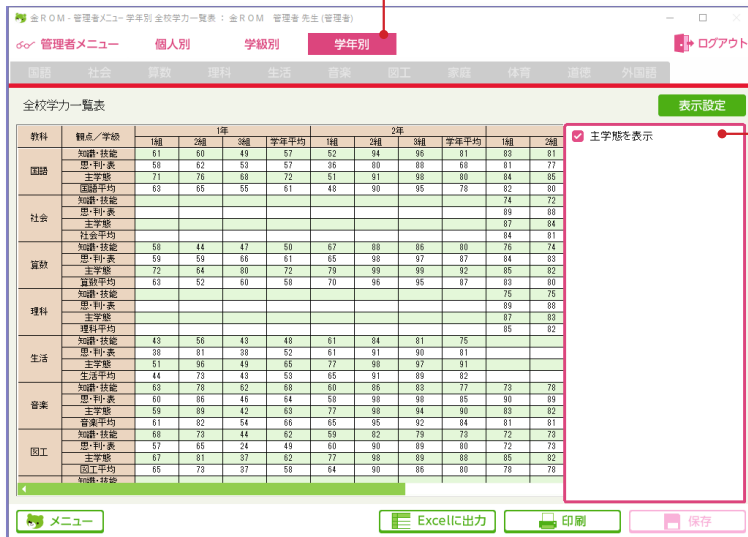 金ROM - 管理者メニュー 学年別 全校学力一覧表 : 金ROM 管理者 先生 (管理者)
管理者メニュー 個人別 学級別 学年別 ログアウト
国語 社会 算数 理科 生活 音楽 図工 家庭 体育 道徳 外国語
全校学力一覧表 表示設定
教科 観点/学級 1年 2年
1組 2組 3組 学年平均 1組 2組 3組 学年平均 1組 2組
国語
知識・技能 61 60 49 57 52 94 96 81 83 81
思・判・表 58 62 53 57 36 80 88 68 81 77
主学態 71 76 68 72 51 91 98 80 84 85
国語平均 63 65 55 61 48 90 95 78 82 80
社会
知識・技能 74 72
思・判・表 89 88
主学態 87 84
社会平均 84 81
算数
知識・技能 58 44 47 50 67 88 86 80 76 74
思・判・表 59 59 66 61 65 98 97 87 84 83
主学態 72 64 80 72 79 99 99 92 85 82
算数平均 63 52 60 58 70 96 95 87 83 80
理科
知識・技能 75 75
思・判・表 89 88
主学態 87 83
理科平均 85 82
生活
知識・技能 43 56 43 48 61 84 81 75
思・判・表 38 81 38 52 61 91 90 81
主学態 51 96 49 65 77 98 97 91
生活平均 44 73 43 53 65 91 89 82
音楽
知識・技能 63 78 62 68 60 86 83 77 73 78
思・判・表 60 86 46 64 58 98 98 85 90 89
主学態 59 89 42 63 77 98 94 90 83 82
音楽平均 61 82 54 66 65 95 92 84 81 81
図工
知識・技能 68 73 44 62 59 82 79 73 72 73
思・判・表 57 65 24 49 60 90 89 80 72 73
主学態 67 81 37 62 77 98 89 88 85 82
図工平均 65 73 37 58 64 90 86 80 78 78
知識・技能
主学態を表示
メニュー Excelに出力 印刷 保存